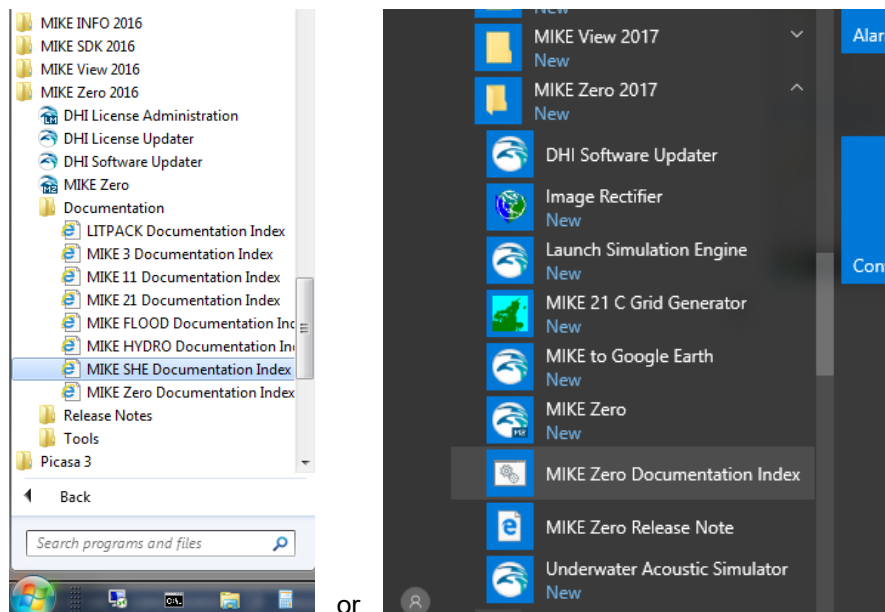 MIKE INFO 2016
MIKE SDK 2016
MIKE View 2016
MIKE Zero 2016
DHI License Administration
DHI License Updater
DHI Software Updater
MIKE Zero
Documentation
LITPACK Documentation Index
MIKE 3 Documentation Index
MIKE 11 Documentation Index
MIKE 21 Documentation Index
MIKE FLOOD Documentation Inc
MIKE HYDRO Documentation In
MIKE SHE Documentation Index
MIKE Zero Documentation Index
Release Notes
Tools
Picasa 3
Back
Search programs and files
or
New
MIKE View 2017
New
MIKE Zero 2017
New
DHI Software Updater
Image Rectifier
New
Launch Simulation Engine
New
MIKE 21 C Grid Generator
New
MIKE to Google Earth
New
MIKE Zero
New
MIKE Zero Documentation Index
MIKE Zero Release Note
Underwater Acoustic Simulator
New
Alar
Con